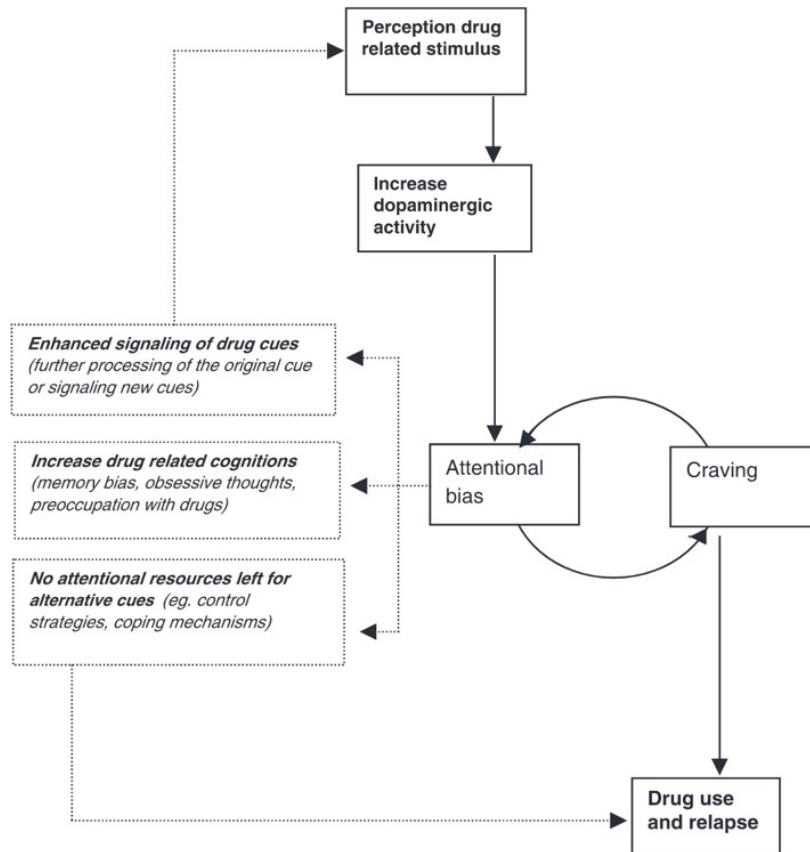 Perception drug
related stimulus
Increase
dopaminergic
activity
Enhanced signaling of drug cues
(further processing of the original cue
or signaling new cues)
Increase drug related cognitions
(memory bias, obsessive thoughts,
preoccupation with drugs)
No attentional resources left for
alternative cues (eg. control
strategies, coping mechanisms)
Attentional
bias
Craving
Drug use
and relapse